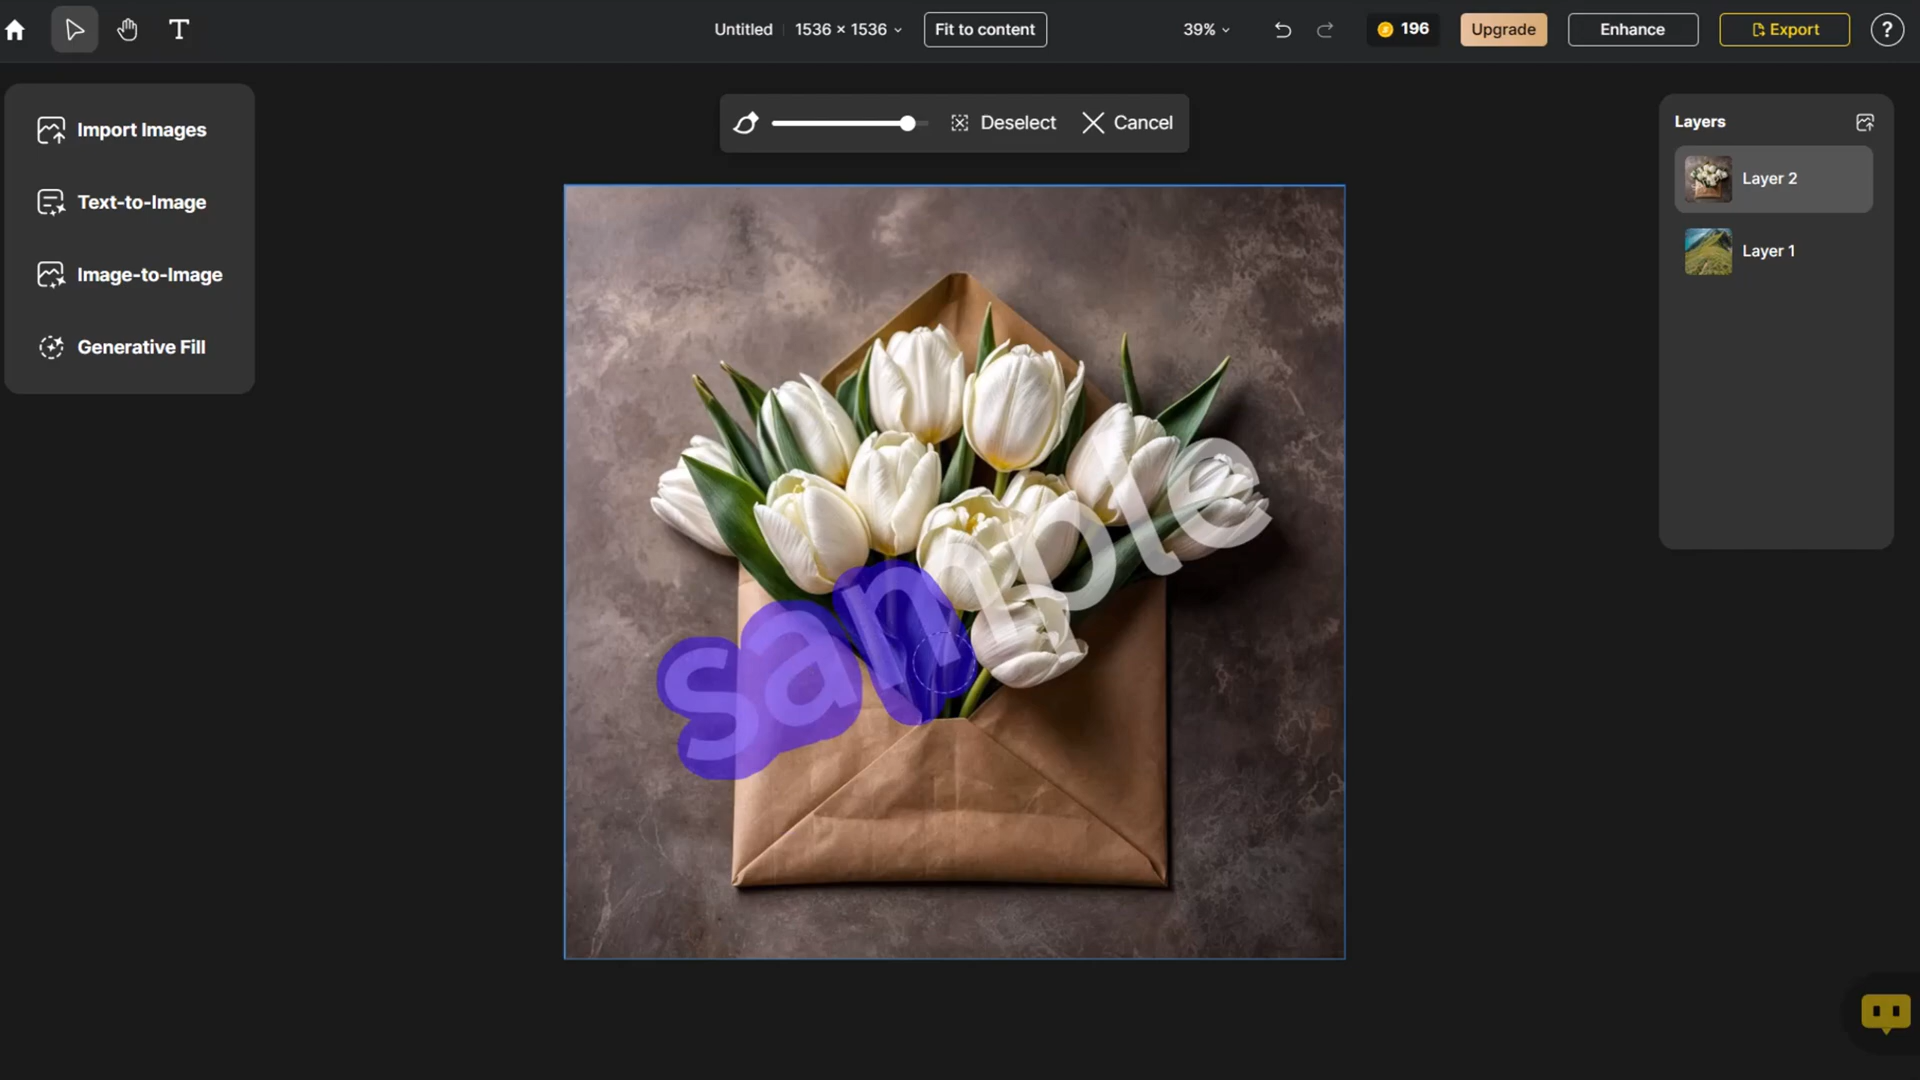 Untitled
1536 × 1536
Fit to content
39%
196
Upgrade
Enhance
Export
?
Import Images
Text-to-Image
Image-to-Image
Generative Fill
Deselect
Cancel
Layers
Layer 2
Layer 1
sample